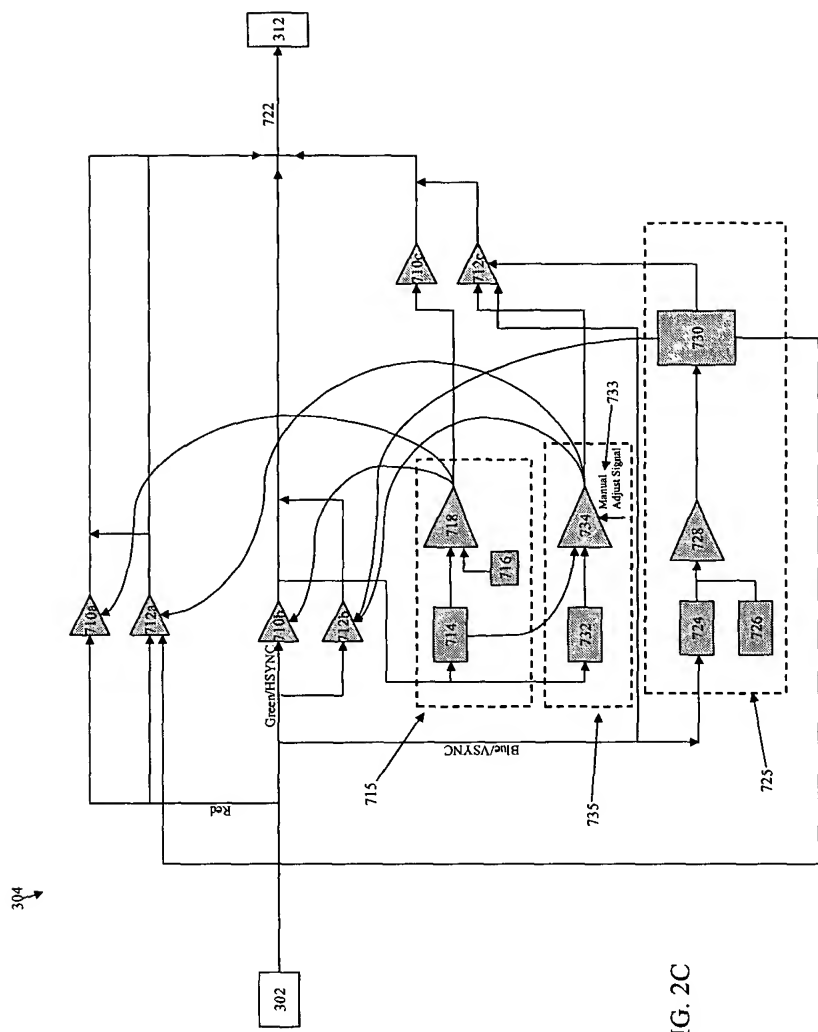 304
302
Red
Green/HSYNC
Blue/VSYNC
710a
712a
710b
712b
722
312
710c
712c
715
714
716
718
735
732
734
Manual
Adjust Signal
733
725
724
726
728
730
FIG. 2C